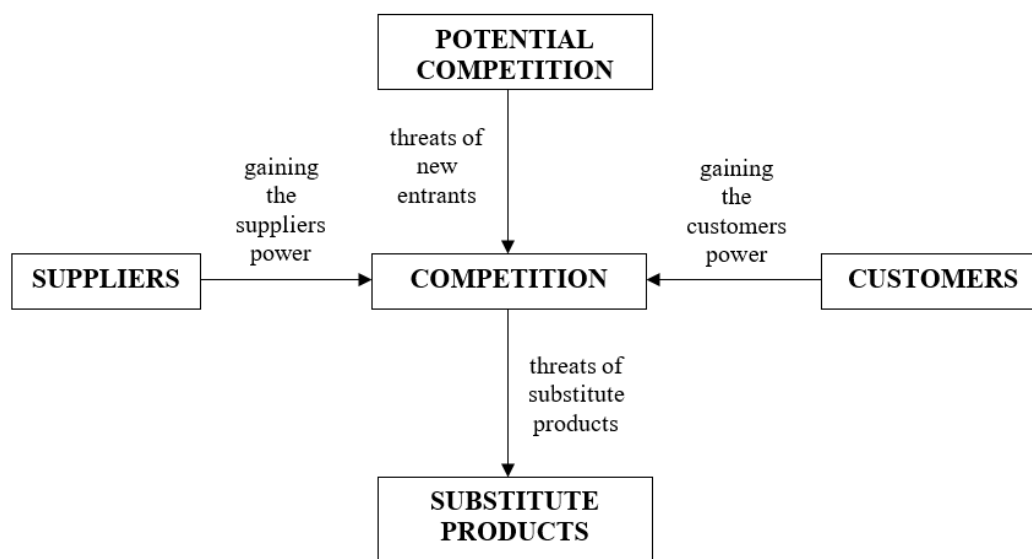 POTENTIAL
COMPETITION
threats of
new
entrants
gaining
the
suppliers
power
gaining
the
customers
power
SUPPLIERS
COMPETITION
CUSTOMERS
threats of
substitute
products
SUBSTITUTE
PRODUCTS